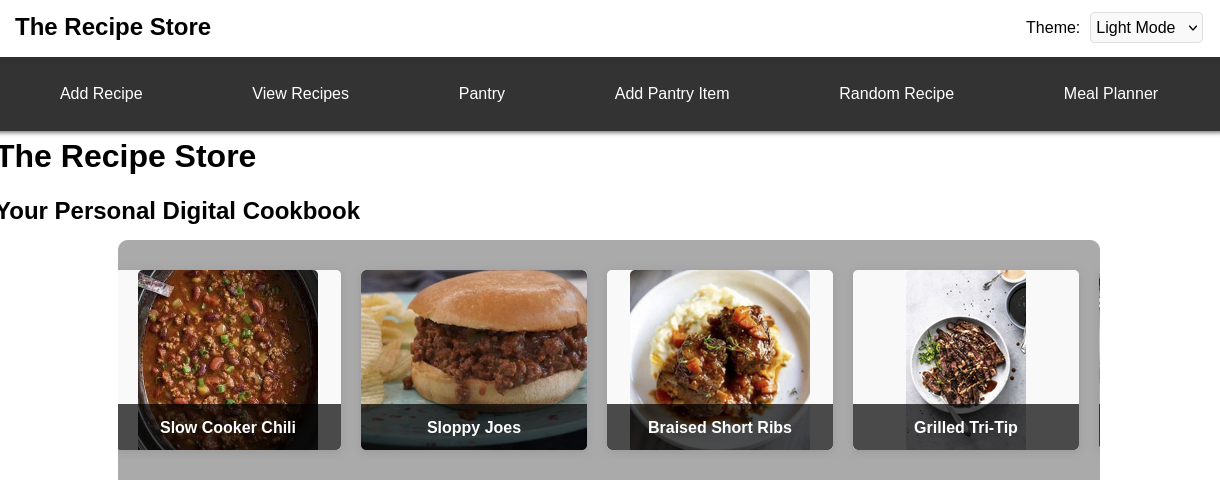 The Recipe Store
Theme: Light Mode
Add Recipe View Recipes Pantry Add Pantry Item Random Recipe Meal Planner
The Recipe Store
Your Personal Digital Cookbook
Slow Cooker Chili Sloppy Joes Braised Short Ribs Grilled Tri-Tip